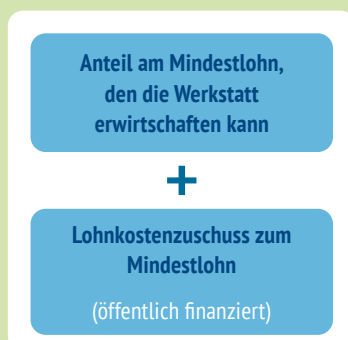 Anteil am Mindestlohn,
den die Werkstatt
erwirtschaften kann
+
Lohnkostenzuschuss zum
Mindestlohn
(öffentlich finanziert)